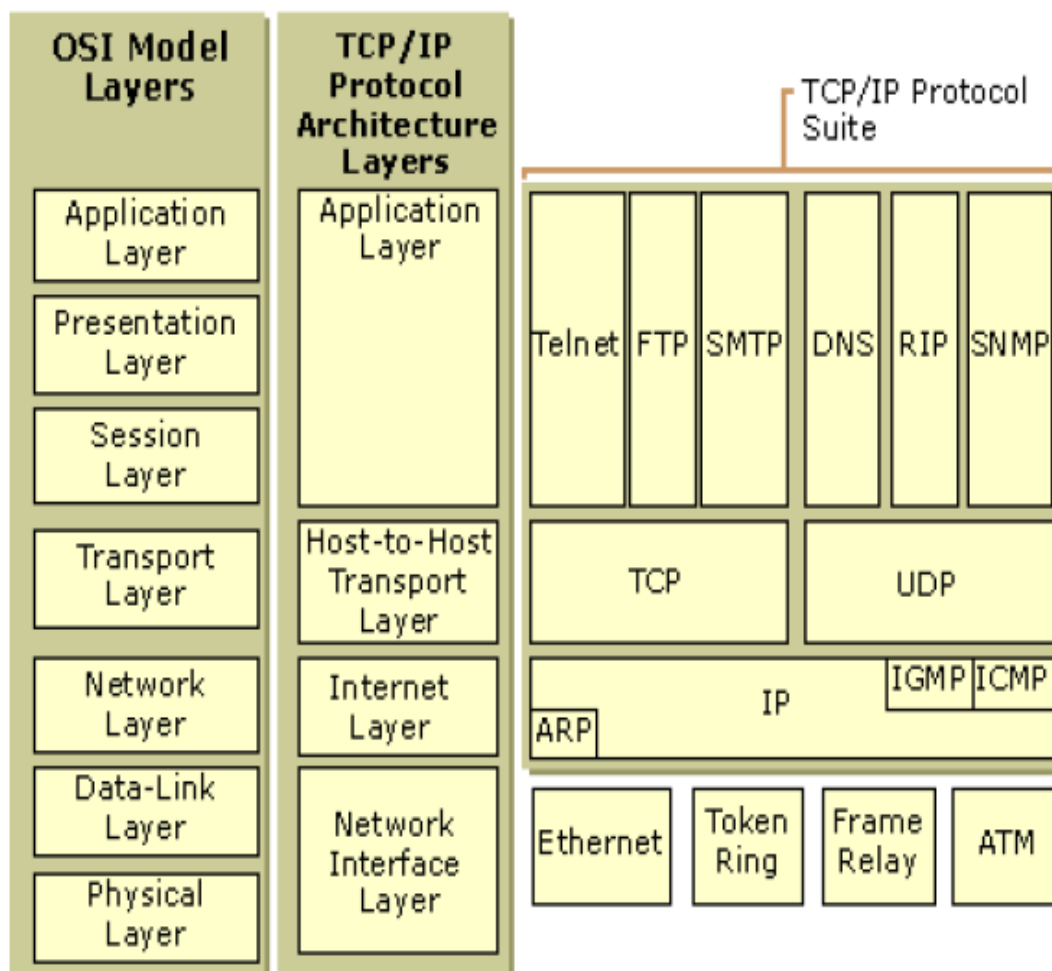 OSI Model
Layers
Application
Layer
Presentation
Layer
Session
Layer
Transport
Layer
Network
Layer
Data-Link
Layer
Physical
Layer
TCP/IP
Protocol
Architecture
Layers
Application
Layer
Host-to-Host
Transport
Layer
Internet
Layer
Network
Interface
Layer
TCP/IP Protocol
Suite
Telnet
FTP
SMTP
DNS
RIP
SNMP
TCP
UDP
IP
IGMP
ICMP
ARP
Ethernet
Token
Ring
Frame
Relay
ATM